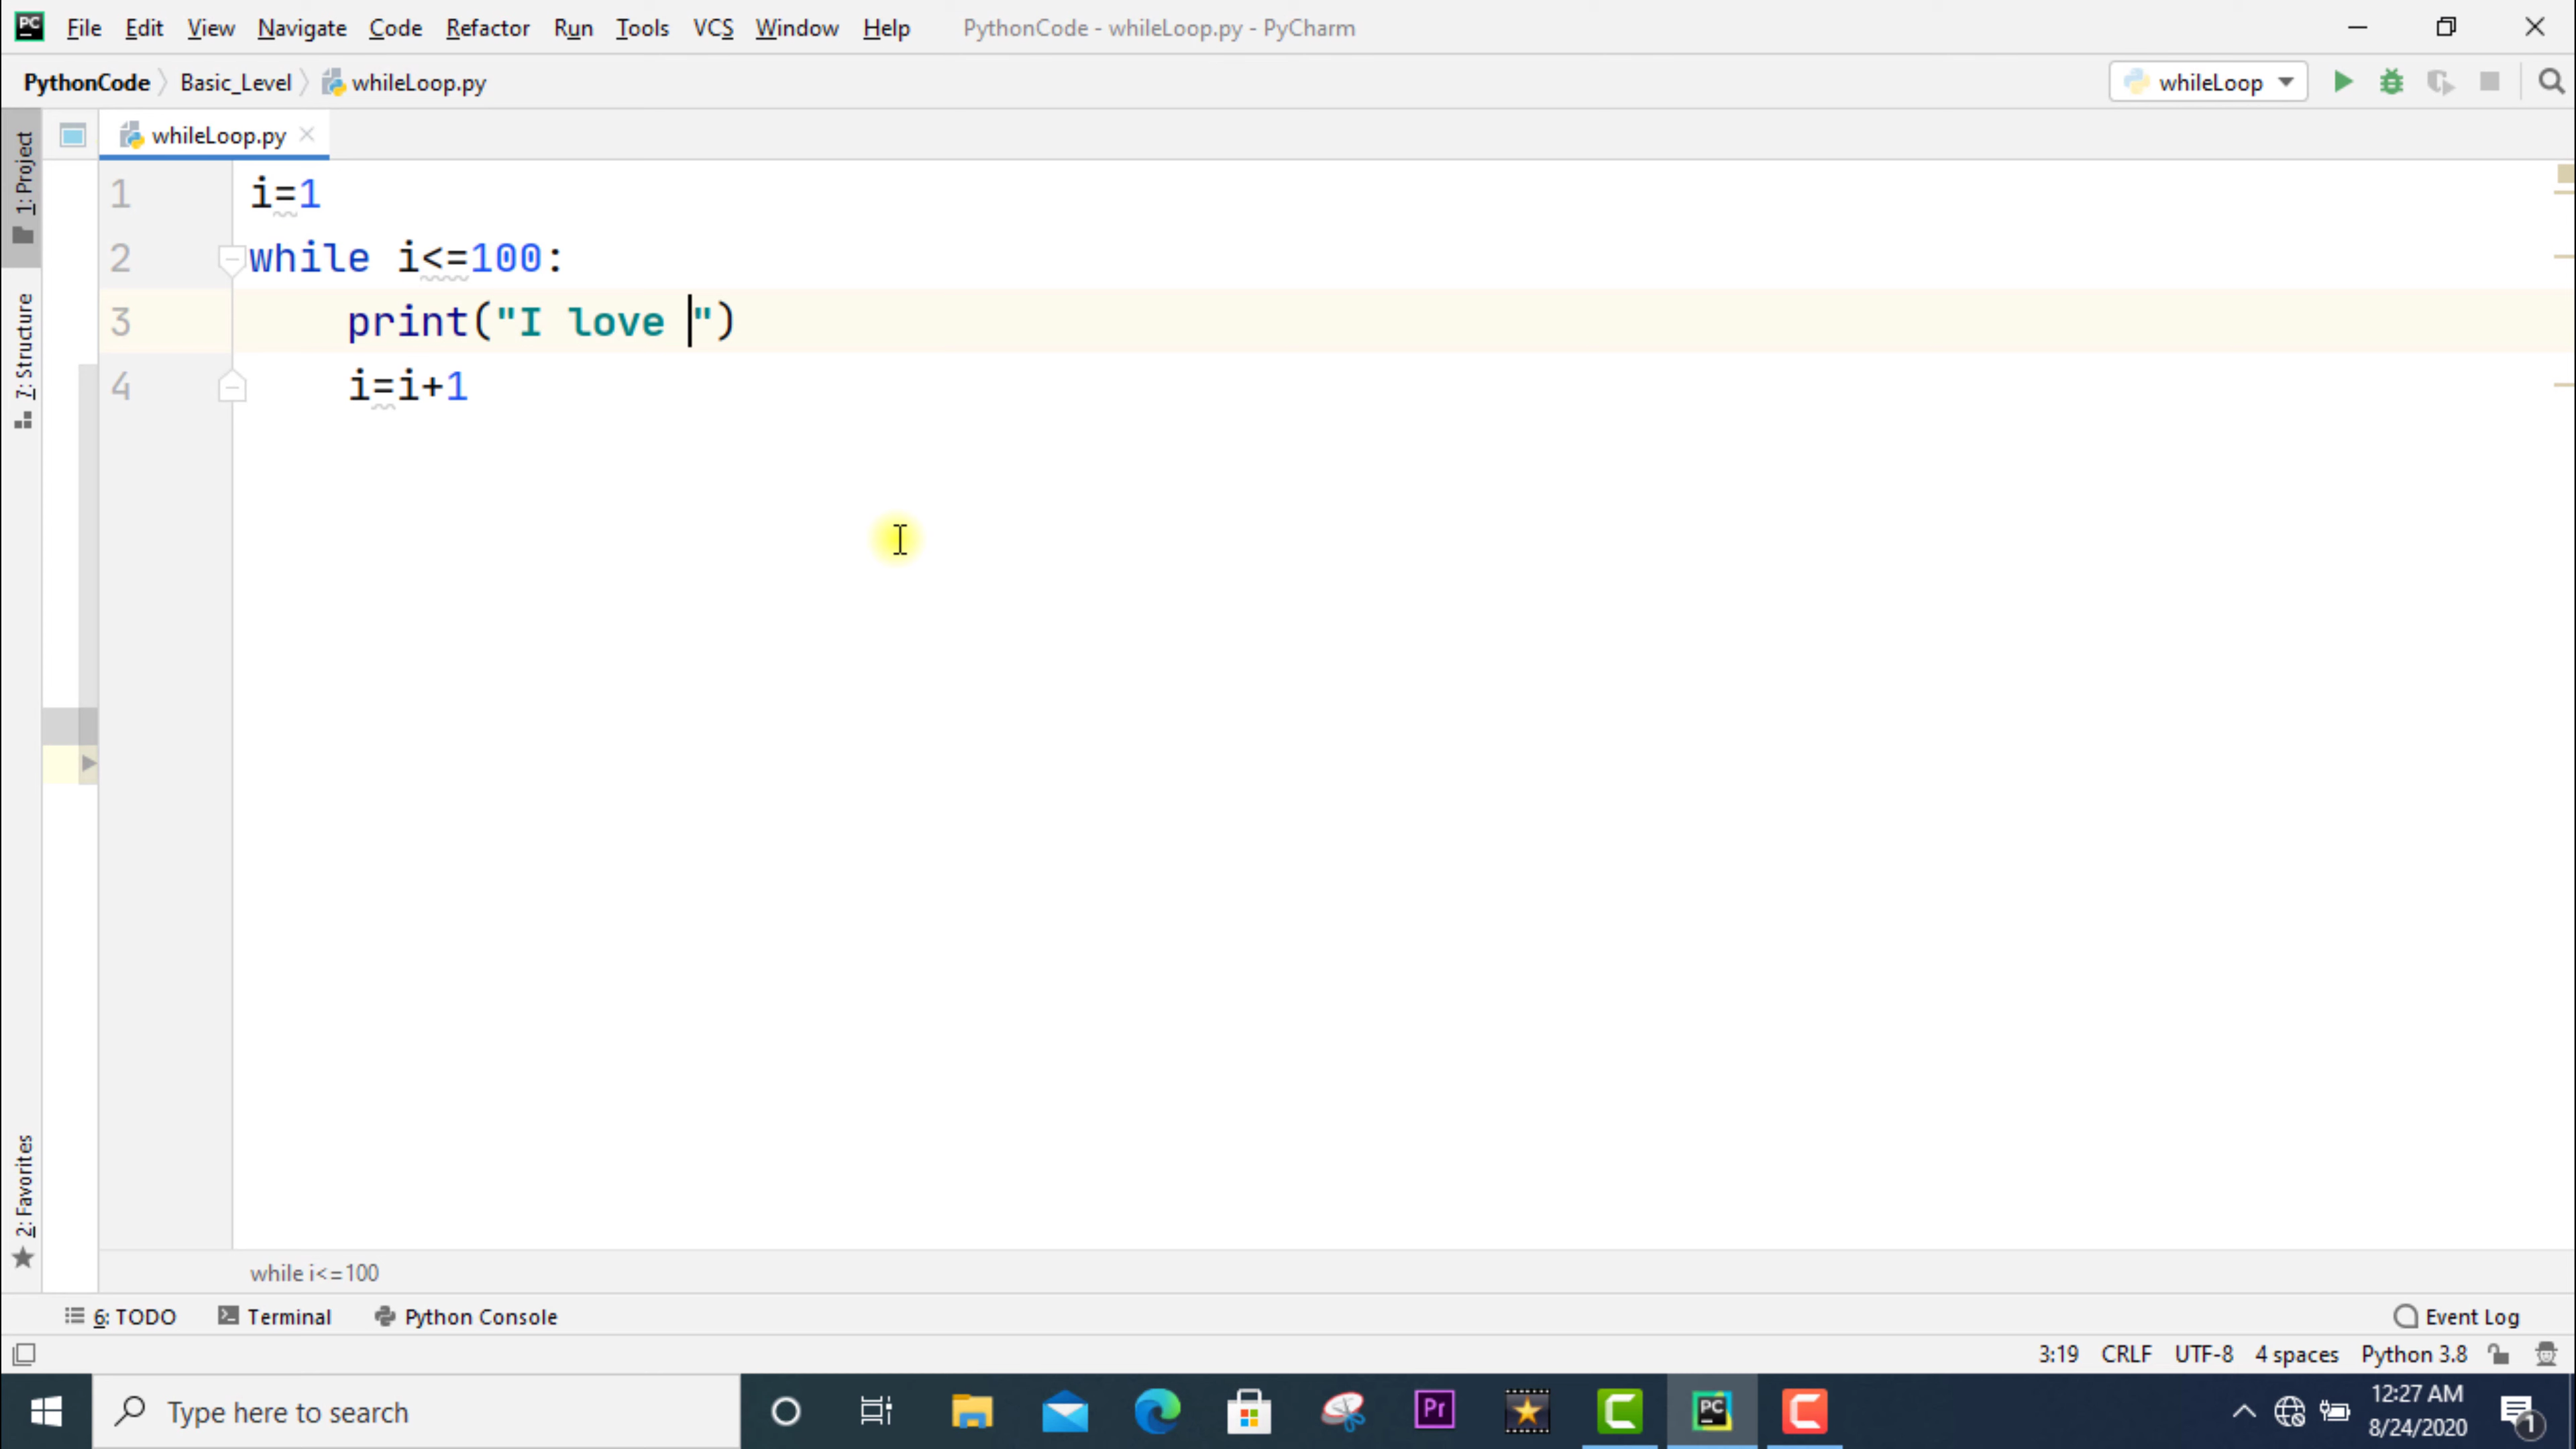 PC File Edit View Navigate Code Refactor Run Tools VCS Window Help PythonCode - whileLoop.py - PyCharm
PythonCode Basic_Level whileLoop.py whileLoop
1: Project
7: Structure
2: Favorites
whileLoop.py
1 i=1
2 while i<=100:
3 print("I love ")
4 i=i+1
while i<=100
6: TODO Terminal Python Console Event Log
3:19 CRLF UTF-8 4 spaces Python 3.8
Type here to search Pr PC 12:27 AM
8/24/2020 1